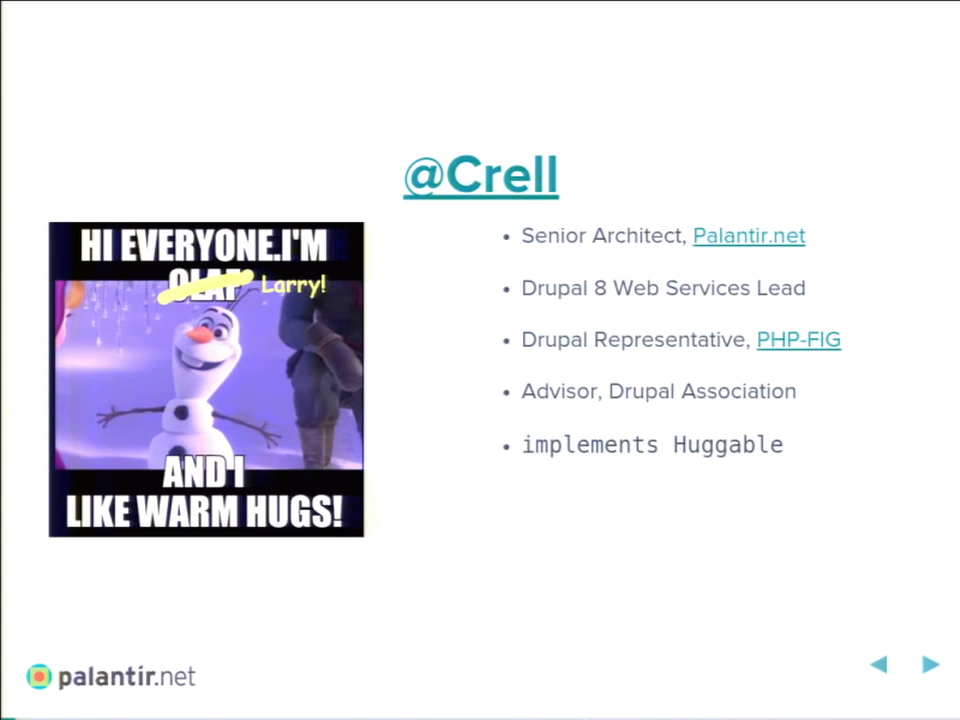 @Crell
HI EVERYONE.I'M
OLAF Larry!
AND I
LIKE WARM HUGS!
• Senior Architect, Palantir.net
• Drupal 8 Web Services Lead
• Drupal Representative, PHP-FIG
• Advisor, Drupal Association
• implements Huggable
palantir.net